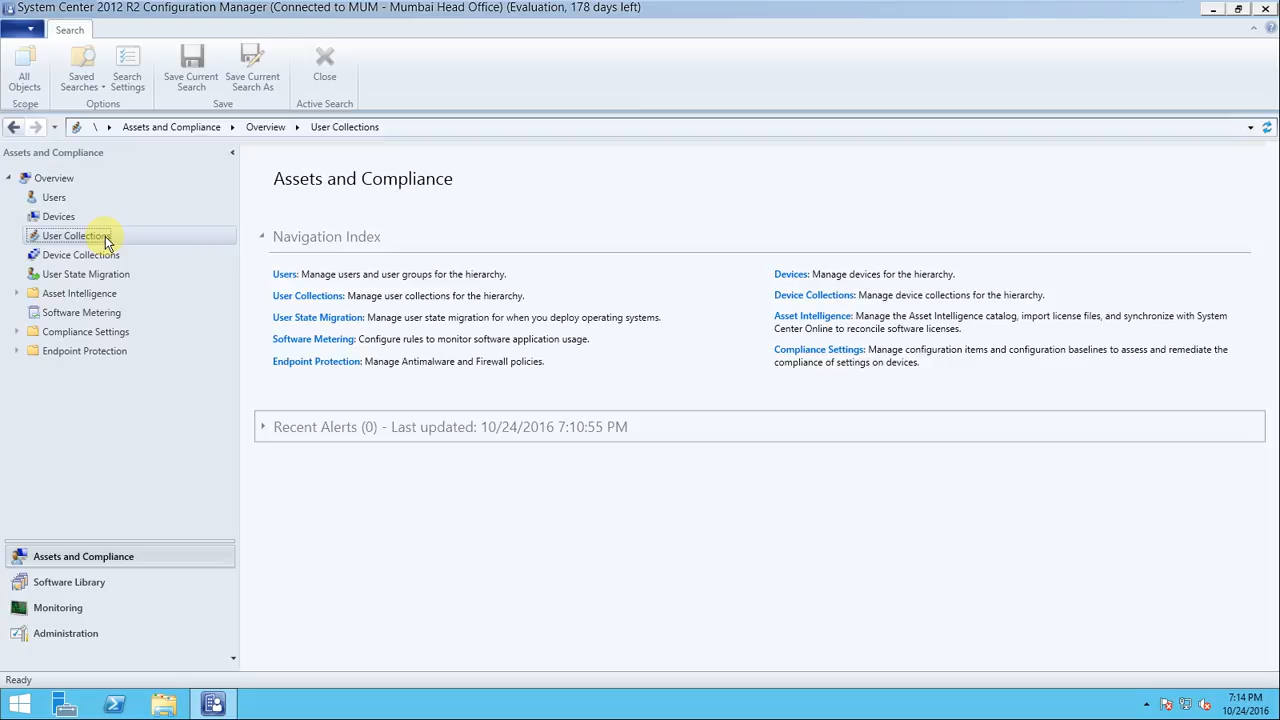 System Center 2012 R2 Configuration Manager (Connected to MUM - Mumbai Head Office) (Evaluation, 178 days left)
Search
All Objects
Saved Searches
Search Settings
Save Current Search
Save Current Search As
Close
Scope
Options
Save
Active Search
\ Assets and Compliance Overview User Collections
Assets and Compliance
Overview
Users
Devices
User Collections
Device Collections
User State Migration
Asset Intelligence
Software Metering
Compliance Settings
Endpoint Protection
Assets and Compliance
Software Library
Monitoring
Administration
Assets and Compliance
Navigation Index
Users: Manage users and user groups for the hierarchy.
User Collections: Manage user collections for the hierarchy.
User State Migration: Manage user state migration for when you deploy operating systems.
Software Metering: Configure rules to monitor software application usage.
Endpoint Protection: Manage Antimalware and Firewall policies.
Devices: Manage devices for the hierarchy.
Device Collections: Manage device collections for the hierarchy.
Asset Intelligence: Manage the Asset Intelligence catalog, import license files, and synchronize with System
Center Online to reconcile software licenses.
Compliance Settings: Manage configuration items and configuration baselines to assess and remediate the
compliance of settings on devices.
Recent Alerts (0) - Last updated: 10/24/2016 7:10:55 PM
Ready
7:14 PM
10/24/2016